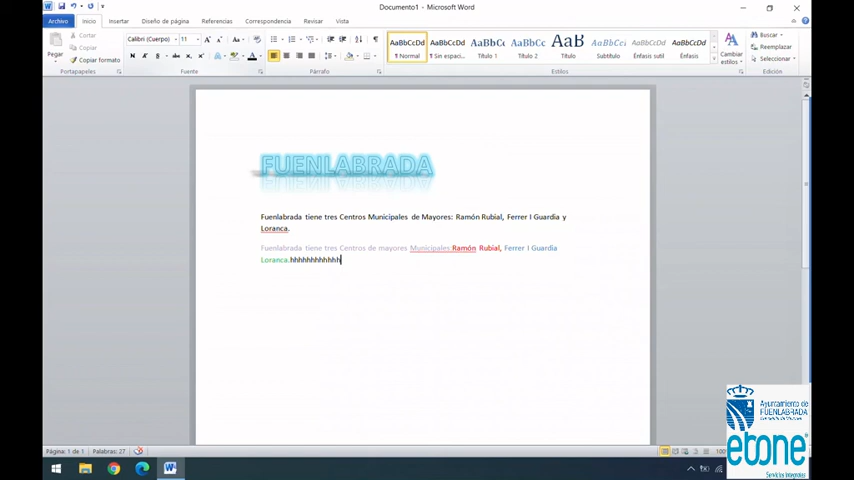 Documento1 - Microsoft Word
Archivo Inicio Insertar Diseño de página Referencias Correspondencia Revisar Vista
Cortar
Copiar
Copiar formato
Pegar
Portapapeles
Calibri (Cuerpo) 11
Fuente
Párrafo
AaBbCcDd AaBbCcDd AaBbCc AaBbCc AaB AaBbCc AaBbCcDd AaBbCcDd
¶ Normal ¶ Sin espaci... Título 1 Título 2 Título Subtítulo Énfasis sutil Énfasis
Estilos
Cambiar estilos
Buscar
Reemplazar
Seleccionar
Edición
FUENLABRADA
Fuenlabrada tiene tres Centros Municipales de Mayores: Ramón Rubial, Ferrer I Guardia y
Loranca.
Fuenlabrada tiene tres Centros de mayores Municipales Ramón Rubial, Ferrer I Guardia
Loranca.hhhhhhhhhhhh
Página: 1 de 1 Palabras: 27
Ayuntamiento de
FUENLABRADA
ebone
Servicios Integrales